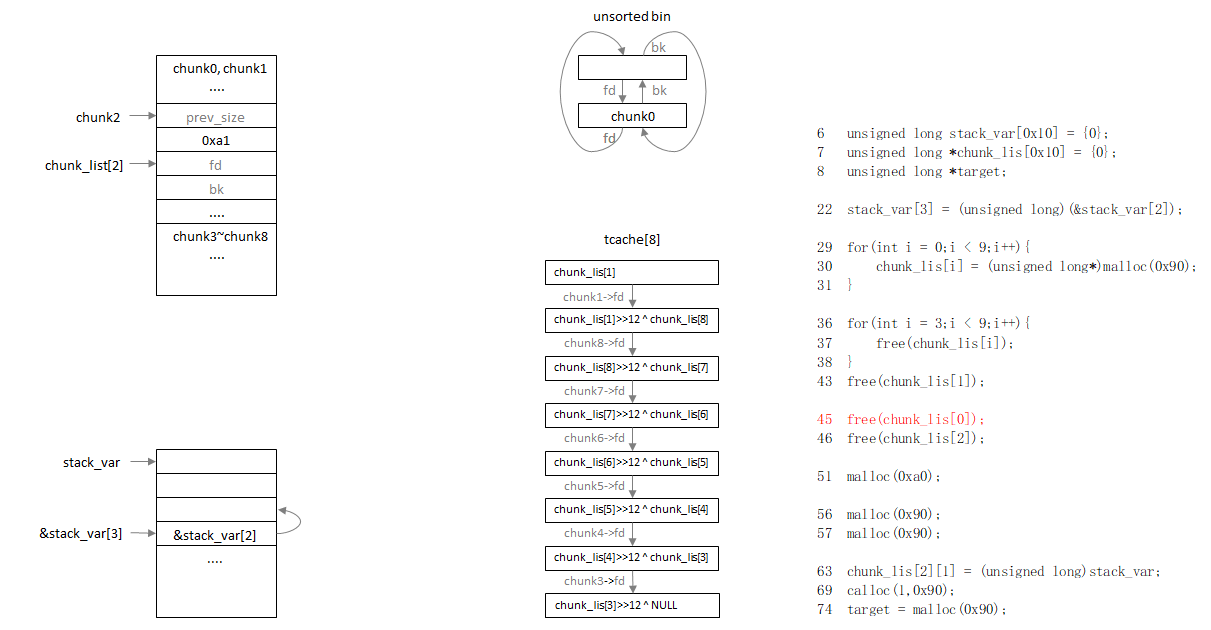 chunk0, chunk1
....
chunk2
prev_size
0xa1
chunk_list[2]
fd
bk
....
chunk3~chunk8
....
stack_var
&stack_var[3]
&stack_var[2]
....
unsorted bin
bk
fd
bk
chunk0
fd
tcache[8]
chunk_lis[1]
chunk1->fd
chunk_lis[1]>>12 ^ chunk_lis[8]
chunk8->fd
chunk_lis[8]>>12 ^ chunk_lis[7]
chunk7->fd
chunk_lis[7]>>12 ^ chunk_lis[6]
chunk6->fd
chunk_lis[6]>>12 ^ chunk_lis[5]
chunk5->fd
chunk_lis[5]>>12 ^ chunk_lis[4]
chunk4->fd
chunk_lis[4]>>12 ^ chunk_lis[3]
chunk3->fd
chunk_lis[3]>>12 ^ NULL
6 unsigned long stack_var[0x10] = {0};
7 unsigned long *chunk_lis[0x10] = {0};
8 unsigned long *target;
22 stack_var[3] = (unsigned long)(&stack_var[2]);
29 for(int i = 0;i < 9;i++){
30 chunk_lis[i] = (unsigned long*)malloc(0x90);
31 }
36 for(int i = 3;i < 9;i++){
37 free(chunk_lis[i]);
38 }
43 free(chunk_lis[1]);
45 free(chunk_lis[0]);
46 free(chunk_lis[2]);
51 malloc(0xa0);
56 malloc(0x90);
57 malloc(0x90);
63 chunk_lis[2][1] = (unsigned long)stack_var;
69 calloc(1,0x90);
74 target = malloc(0x90);